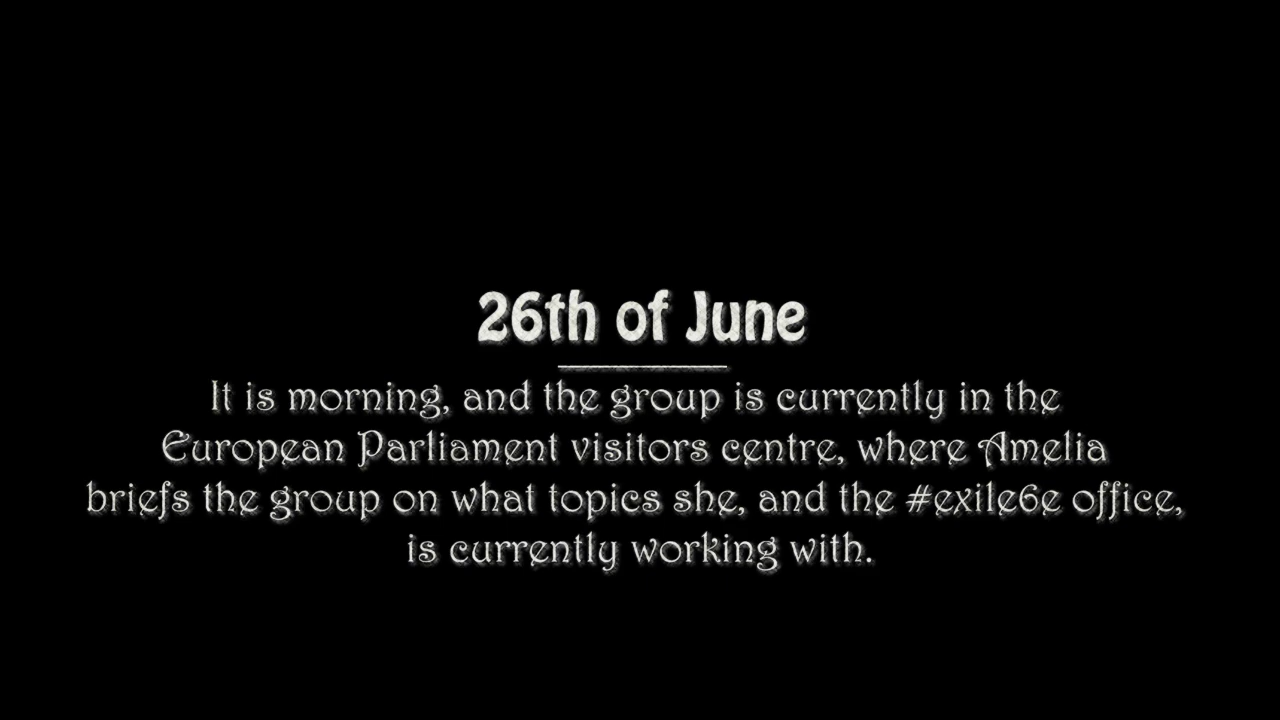 26th of June
It is morning, and the group is currently in the
European Parliament visitors centre, where Amelia
briefs the group on what topics she, and the #exile6e office,
is currently working with.